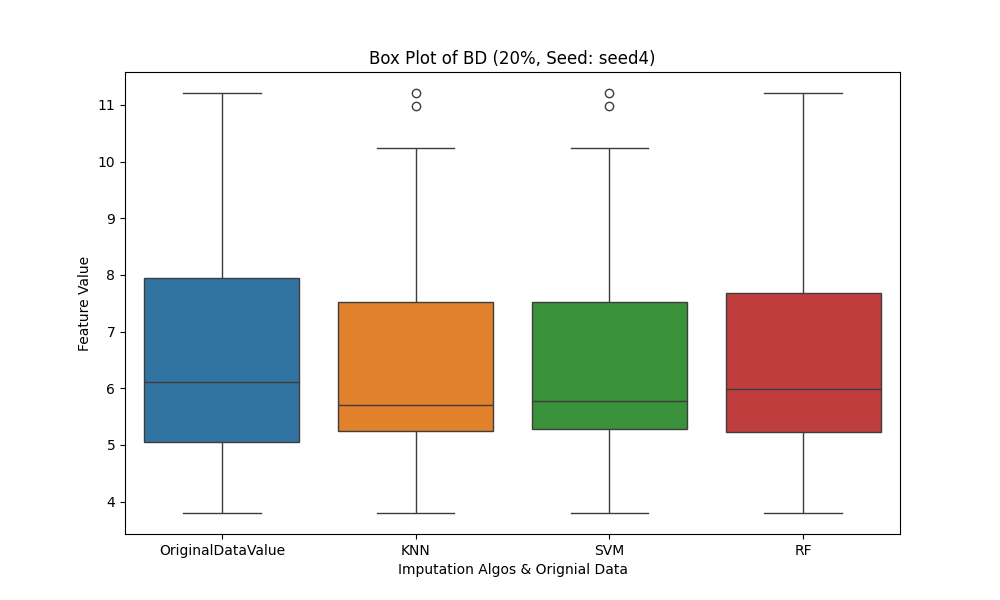 Box Plot of BD (20%, Seed: seed4)
11
10
9
8
7
6
5
4
Feature Value
OriginalDataValue
KNN
SVM
RF
Imputation Algos & Orignial Data